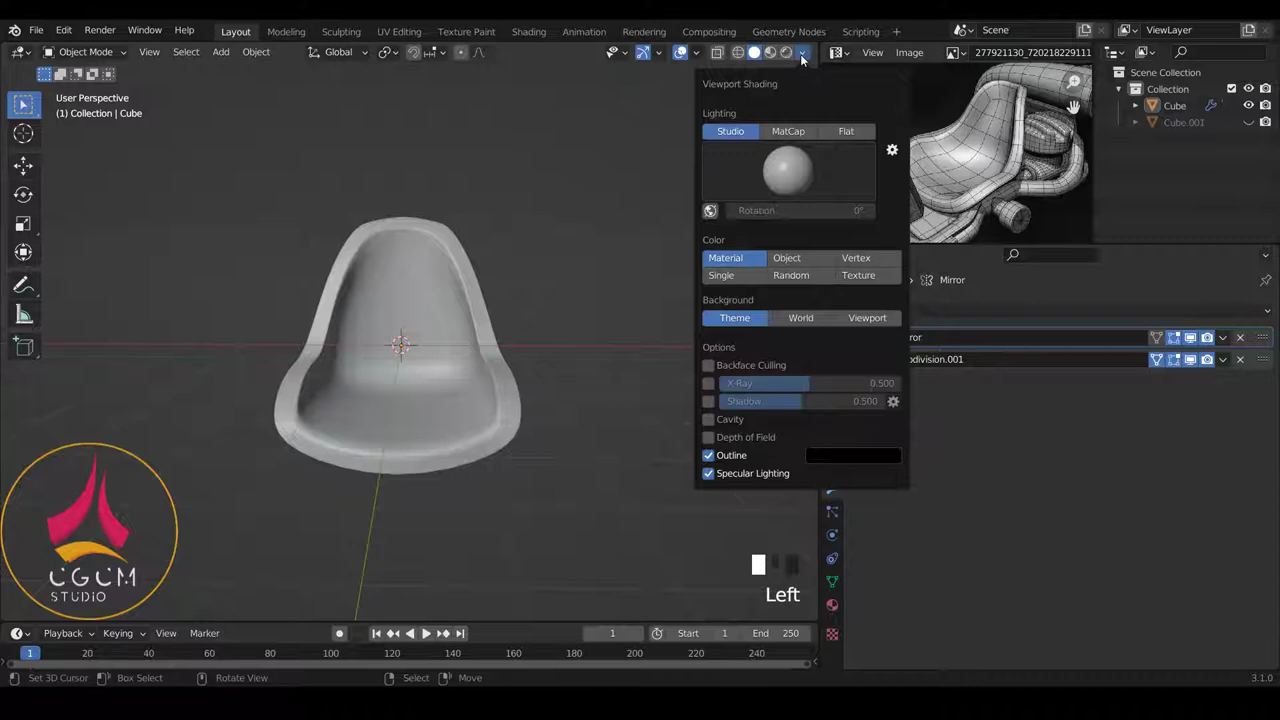 File Edit Render Window Help Layout Modeling Sculpting UV Editing Texture Paint Shading Animation Rendering Compositing Geometry Nodes Scripting + Scene ViewLayer
Object Mode View Select Add Object Global View Image 277921130_720218229111
User Perspective
(1) Collection | Cube
Viewport Shading
Lighting
Studio MatCap Flat
Rotation 0°
Color
Material Object Vertex
Single Random Texture
Background
Theme World Viewport
Options
Backface Culling
X-Ray 0.500
Shadow 0.500
Cavity
Depth of Field
Outline
Specular Lighting
Scene Collection
Collection
Cube
Cube.001
Mirror
ror
odivision.001
CGCM
STUDIO
Left
Playback Keying View Marker 1 Start 1 End 250
1 20 40 60 80 100 120 140 160 180 200 220 240
Set 3D Cursor Box Select Rotate View Select Move 3.1.0